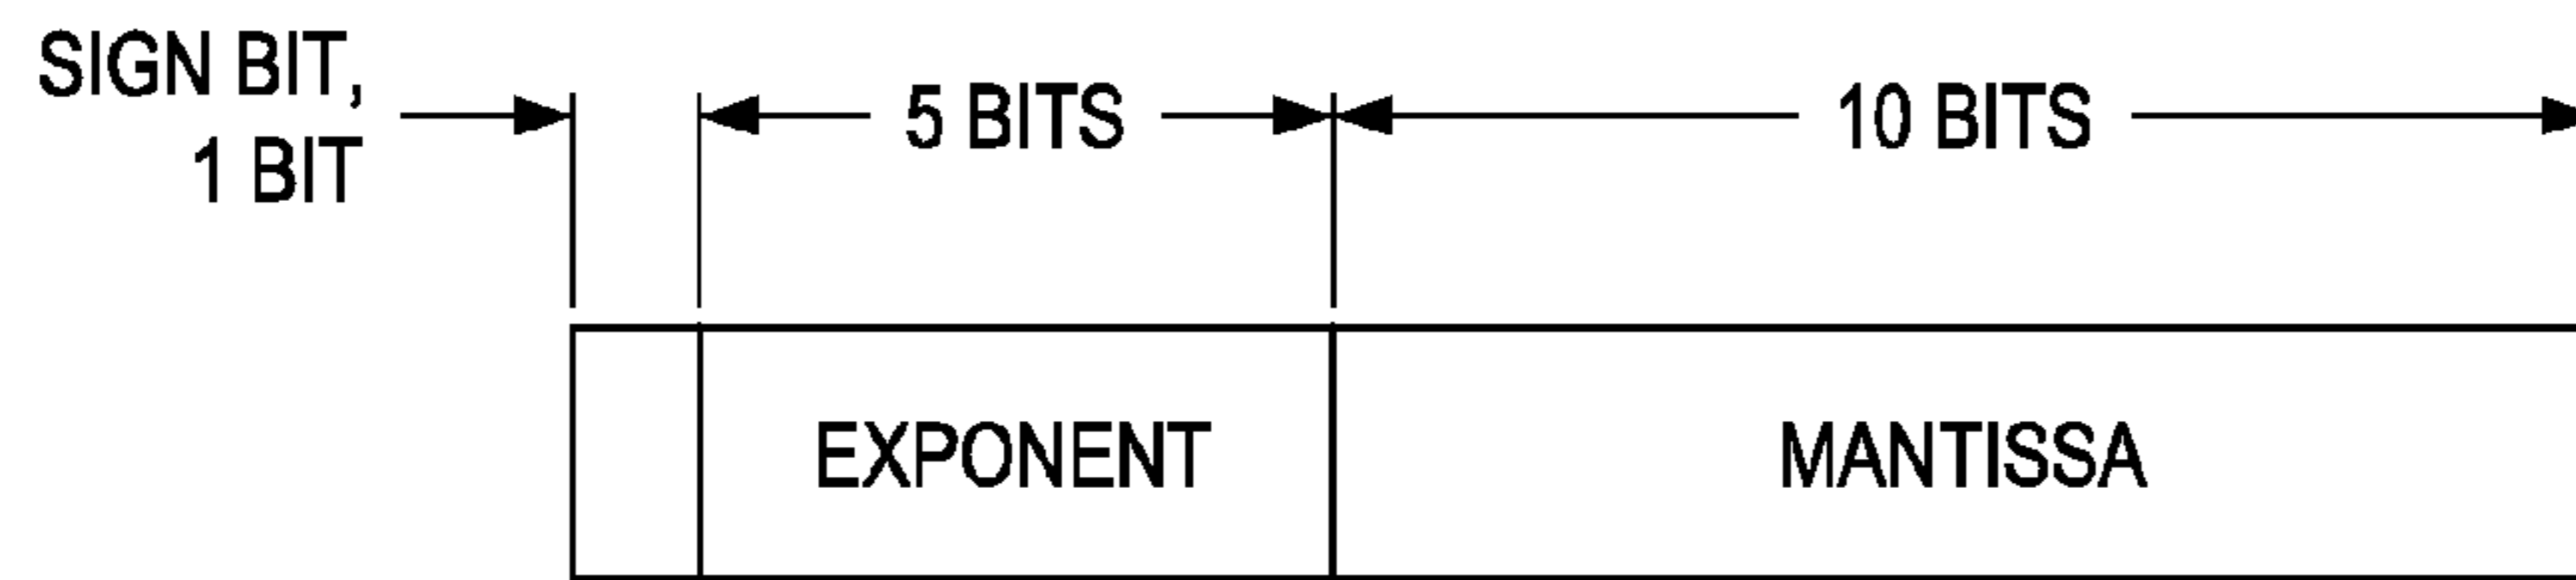 SIGN BIT,
1 BIT
5 BITS
10 BITS
EXPONENT
MANTISSA